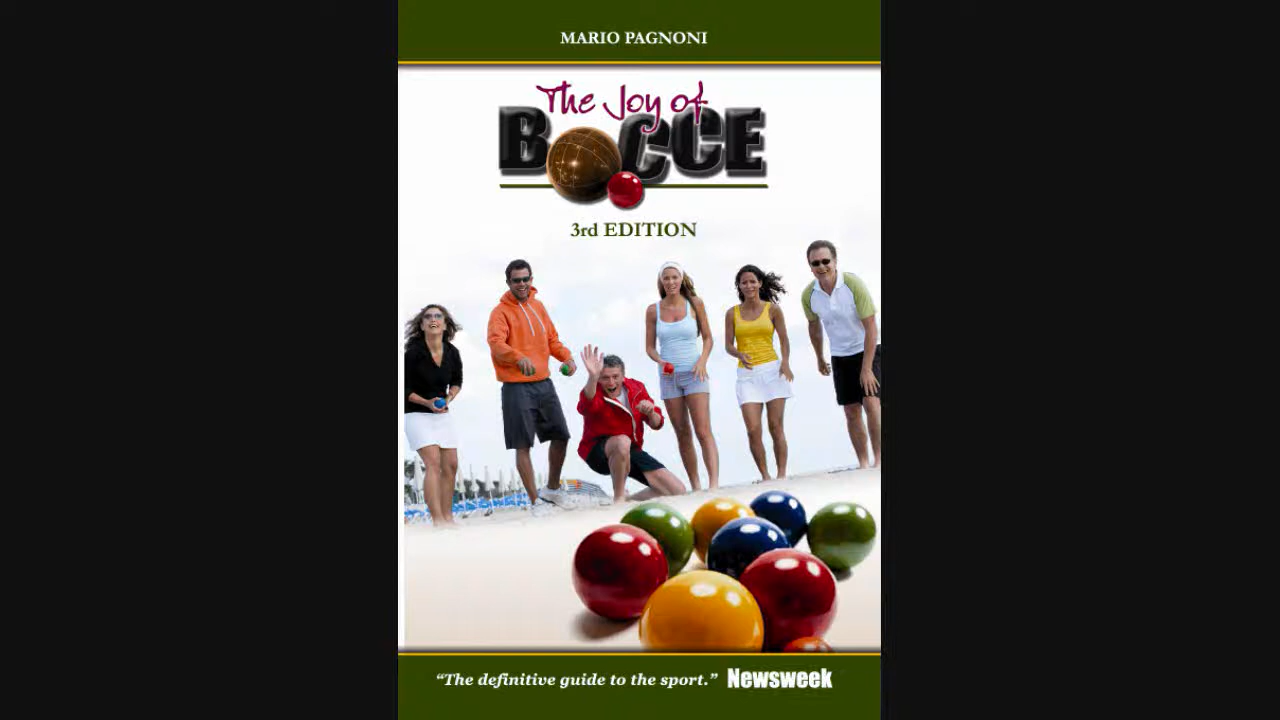 MARIO PAGNONI
The Joy of
BOCCE
3rd EDITION
“The definitive guide to the sport.” Newsweek